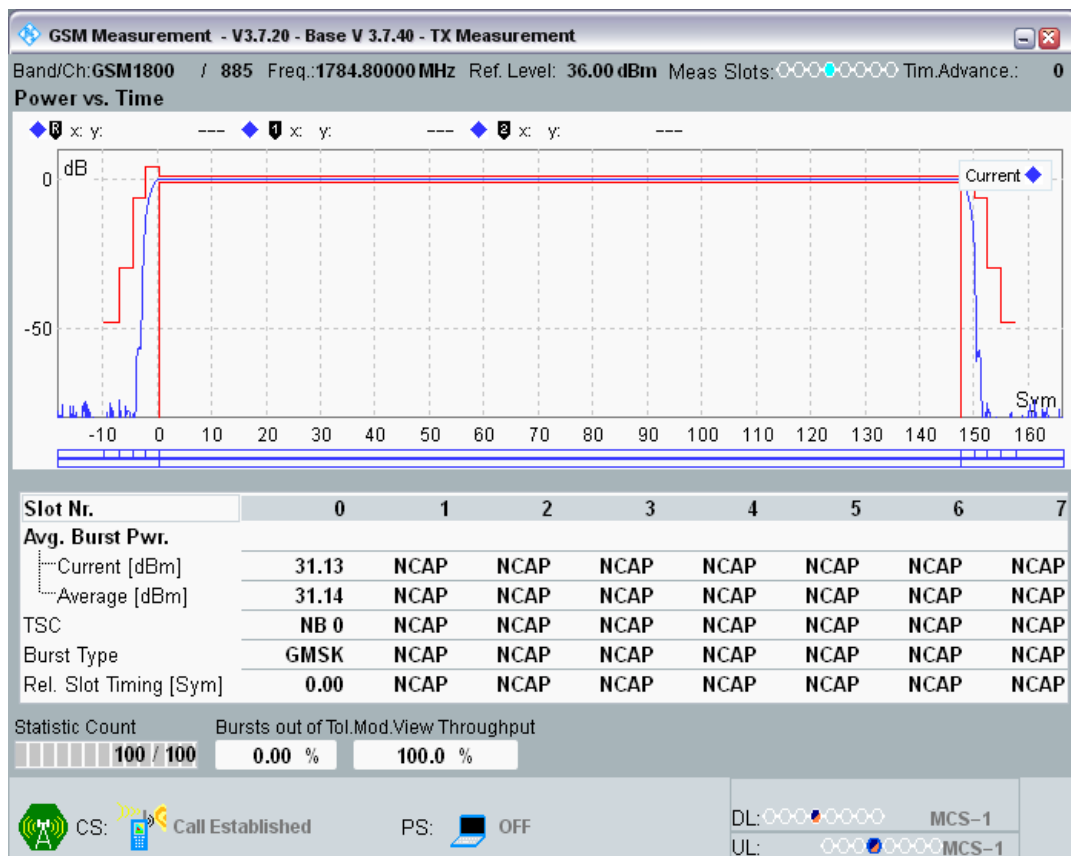 GSM Measurement - V3.7.20 - Base V 3.7.40 - TX Measurement
Band/Ch:GSM1800 / 885 Freq.:1784.80000 MHz Ref. Level: 36.00 dBm Meas Slots: Tim.Advance.: 0
Power vs. Time
R x: y: --- 1 x: y: --- 2 x: y: ---
dB
Current
0
-50
Sym
-10 0 10 20 30 40 50 60 70 80 90 100 110 120 130 140 150 160
Slot Nr. 0 1 2 3 4 5 6 7
Avg. Burst Pwr.
Current [dBm] 31.13 NCAP NCAP NCAP NCAP NCAP NCAP NCAP
Average [dBm] 31.14 NCAP NCAP NCAP NCAP NCAP NCAP NCAP
TSC NB 0 NCAP NCAP NCAP NCAP NCAP NCAP NCAP
Burst Type GMSK NCAP NCAP NCAP NCAP NCAP NCAP NCAP
Rel. Slot Timing [Sym] 0.00 NCAP NCAP NCAP NCAP NCAP NCAP NCAP
Statistic Count Bursts out of Tol.Mod.View Throughput
100 / 100 0.00 % 100.0 %
CS: Call Established PS: OFF
DL: MCS-1
UL: MCS-1